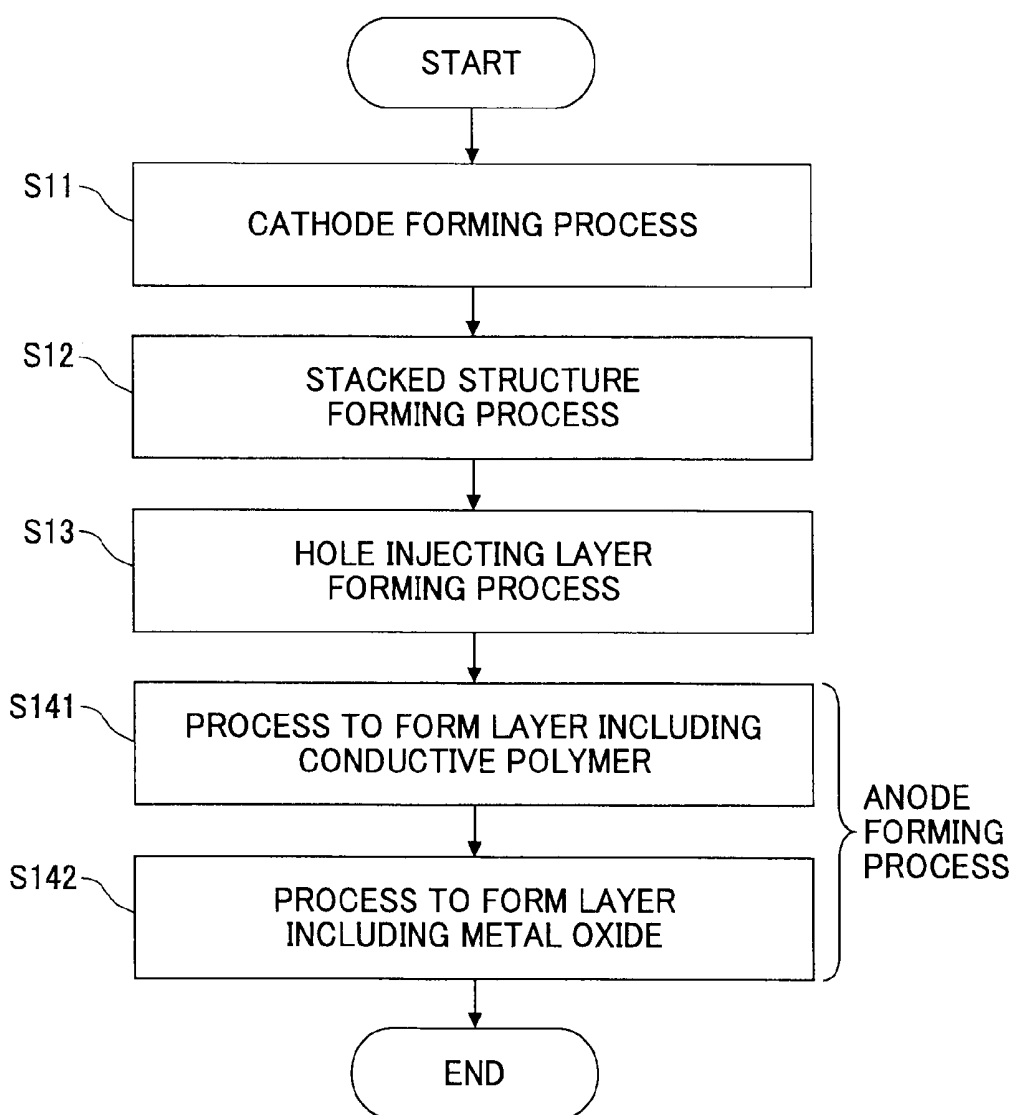 START
S11
CATHODE FORMING PROCESS
S12
STACKED STRUCTURE
FORMING PROCESS
S13
HOLE INJECTING LAYER
FORMING PROCESS
S141
PROCESS TO FORM LAYER INCLUDING
CONDUCTIVE POLYMER
ANODE
FORMING
PROCESS
S142
PROCESS TO FORM LAYER
INCLUDING METAL OXIDE
END